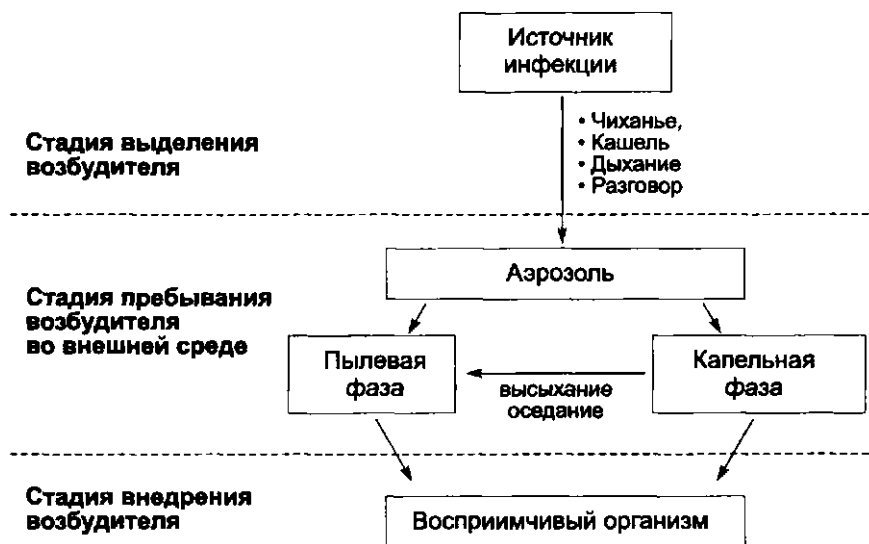 Источник
инфекции
Стадия выделения
возбудителя
• Чиханье,
• Кашель
• Дыхание
• Разговор
Аэрозоль
Стадия пребывания
возбудителя
во внешней среде
Пылевая
фаза
высыхание
оседание
Капельная
фаза
Стадия внедрения
возбудителя
Восприимчивый организм